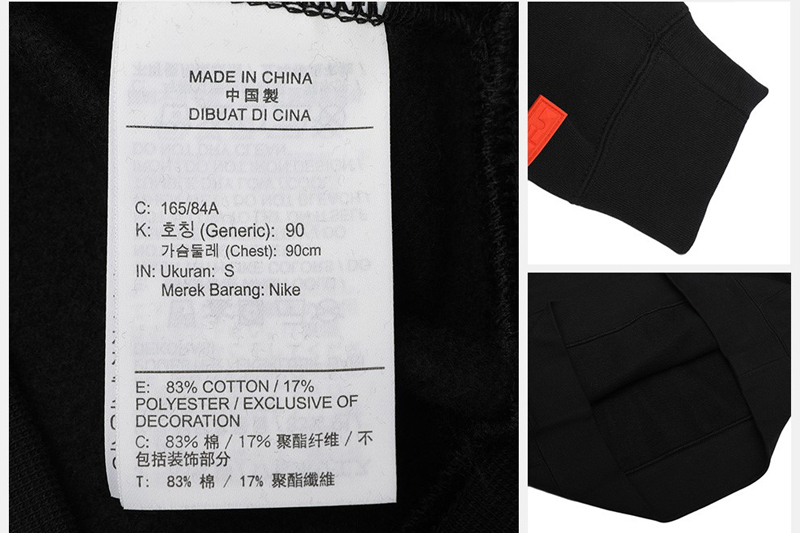 MADE IN CHINA
中国製
DIBUAT DI CINA
C: 165/84A
K: 호칭 (Generic): 90
가슴둘레 (Chest): 90cm
IN: Ukuran: S
Merek Barang: Nike
E: 83% COTTON / 17%
POLYESTER / EXCLUSIVE OF
DECORATION
C: 83% 棉 / 17% 聚酯纤维 / 不
包括装饰部分
T: 83% 棉 / 17% 聚酯纖維